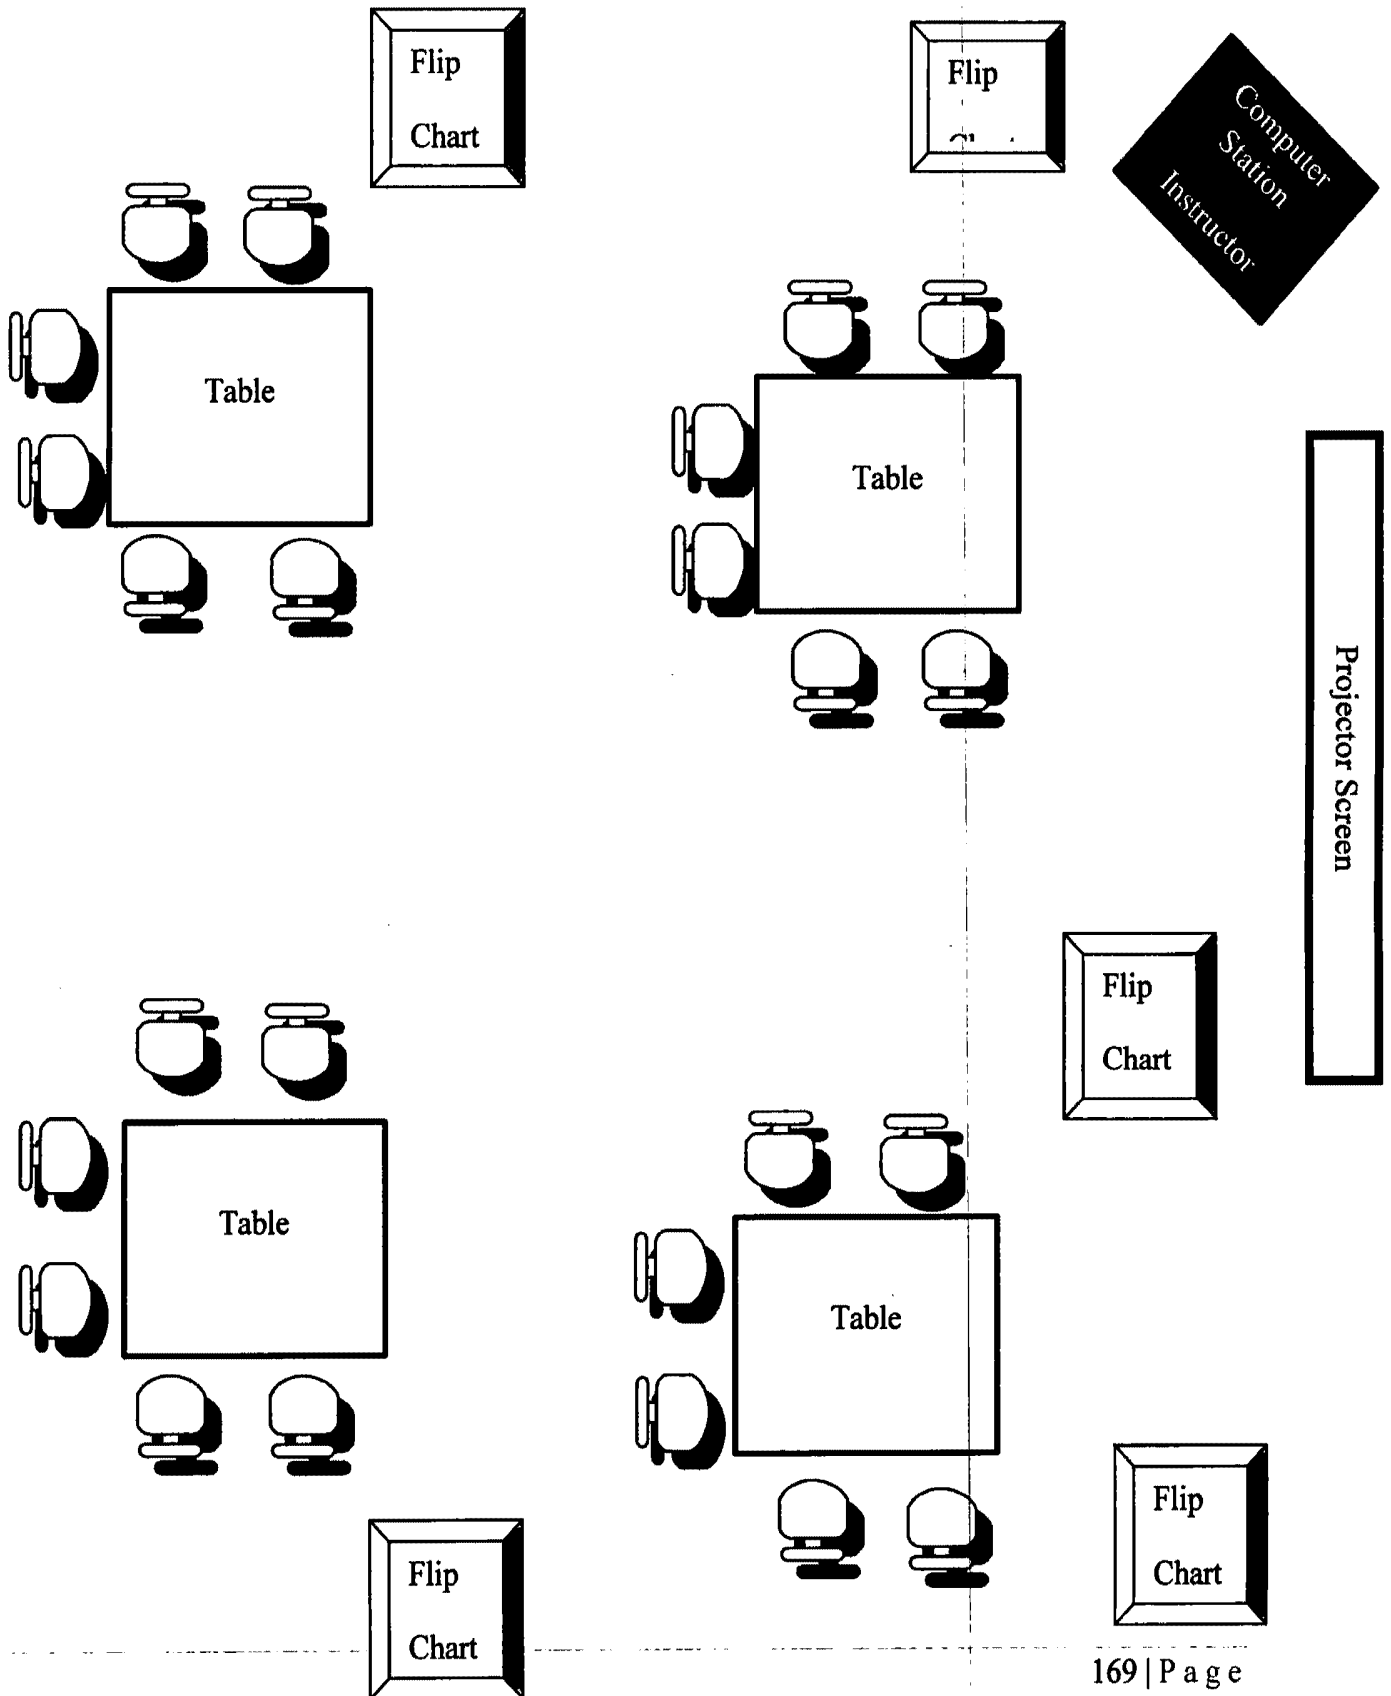 Flip
Chart
Flip
Computer
Station
Instructor
Table
Table
Projector Screen
Flip
Chart
Table
Table
Flip
Chart
Flip
Chart
169 | P a g e